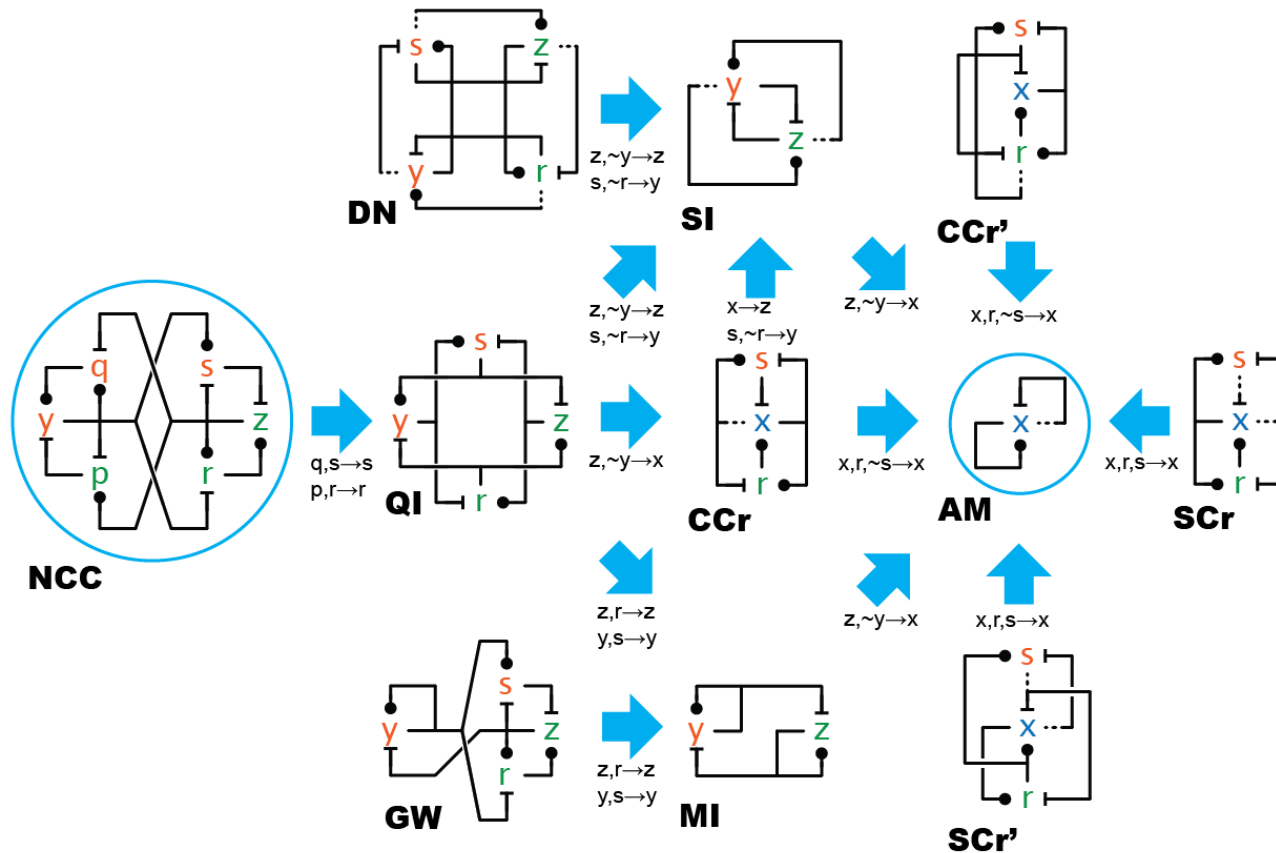 s
z
y
r
DN
z,~y→z
s,~r→y
y
z
SI
s
x
r
CCr’
z,~y→z
s,~r→y
x→z
s,~r→y
z,~y→x
x,r,~s→x
q
s
y
z
p
r
NCC
q,s→s
p,r→r
s
y
z
r
QI
z,~y→x
s
x
r
CCr
x,r,~s→x
x
AM
x,r,s→x
s
x
r
SCr
z,r→z
y,s→y
z,~y→x
x,r,s→x
y
s
z
r
GW
z,r→z
y,s→y
y
z
MI
s
x
r
SCr’